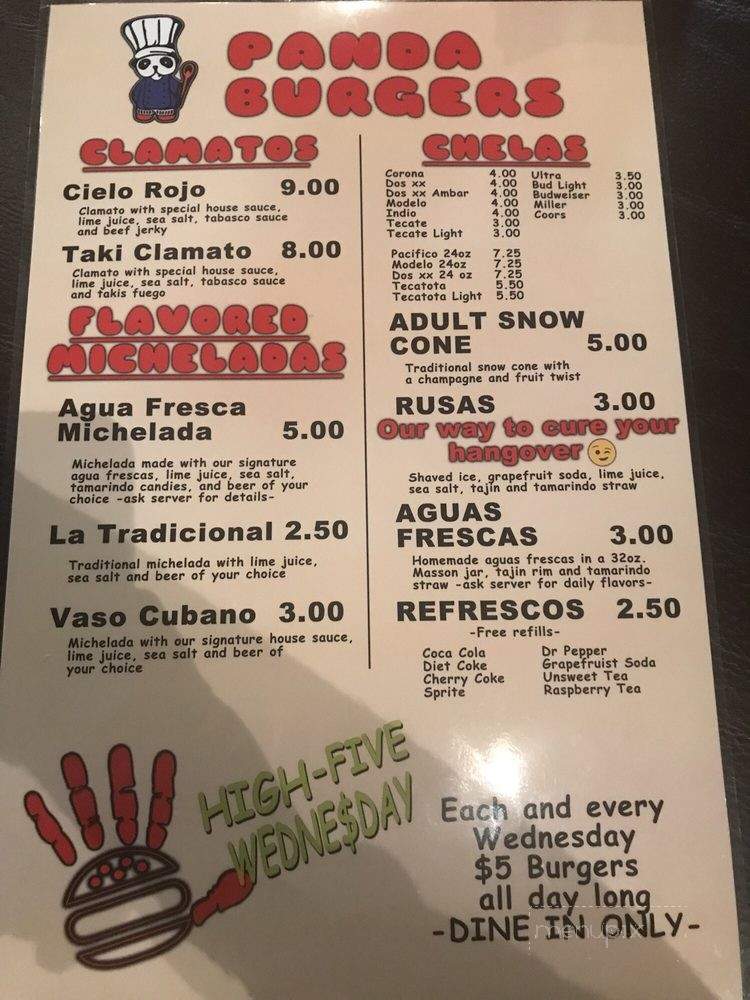 PANDA
BURGERS
CLAMATOS
Cielo Rojo 9.00
Clamato with special house sauce,
lime juice, sea salt, tabasco sauce
and beef jerky
Taki Clamato 8.00
Clamato with special house sauce,
lime juice, sea salt, tabasco sauce
and takis fuego
FLAVORED
MICHELADAS
Agua Fresca
Michelada 5.00
Michelada made with our signature
agua frescas, lime juice, sea salt,
tamarindo candies, and beer of your
choice -ask server for details-
La Tradicional 2.50
Traditional michelada with lime juice,
sea salt and beer of your choice
Vaso Cubano 3.00
Michelada with our signature house sauce,
lime juice, sea salt and beer of
your choice
CHELAS
Corona 4.00
Dos xx 4.00
Dos xx Ambar 4.00
Modelo 4.00
Indio 4.00
Tecate 3.00
Tecate Light 3.00
Ultra 3.50
Bud Light 3.00
Budweiser 3.00
Miller 3.00
Coors 3.00
Pacifico 24oz 7.25
Modelo 24oz 7.25
Dos xx 24 oz 7.25
Tecatota 5.50
Tecatota Light 5.50
ADULT SNOW
CONE 5.00
Traditional snow cone with
a champagne and fruit twist
RUSAS 3.00
Our way to cure your
hangover
Shaved ice, grapefruit soda, lime juice,
sea salt, tajin and tamarindo straw
AGUAS
FRESCAS 3.00
Homemade aguas frescas in a 32oz.
Masson jar, tajin rim and tamarindo
straw -ask server for daily flavors-
REFRESCOS 2.50
-Free refills-
Coca Cola
Diet Coke
Cherry Coke
Sprite
Dr Pepper
Grapefruist Soda
Unsweet Tea
Raspberry Tea
HIGH-FIVE
WEDNE$DAY
Each and every
Wednesday
$5 Burgers
all day long
-DINE IN ONLY-
menupix